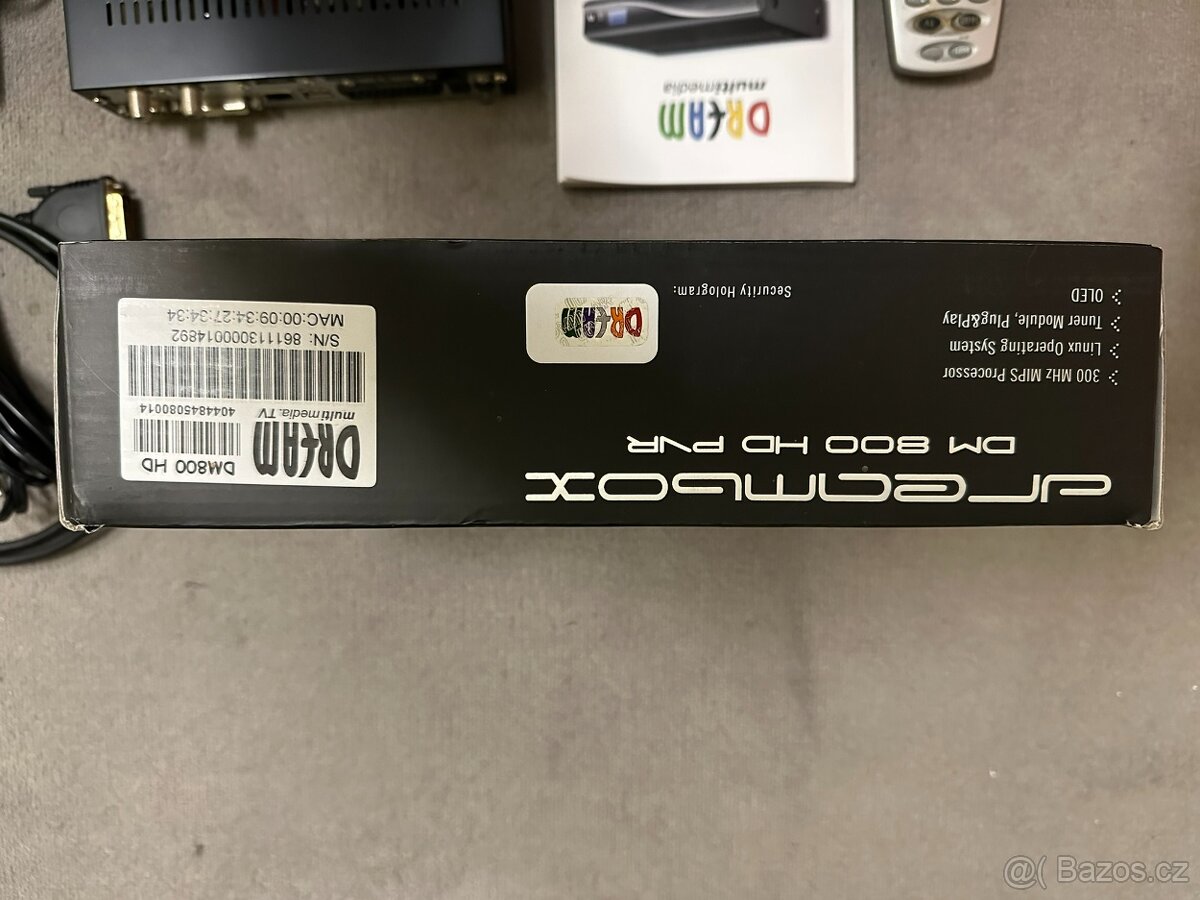 DREAM
multimedia
dreambox
DM 800 HD PVR
300 MHz MIPS Processor
Linux Operating System
Tuner Module, Plug&Play
OLED
Security Hologram:
DREAM
DREAM
multimedia.TV
DM800 HD
4044845080014
S/N: 861113000014892
MAC:00:09:34:27:34:34
@( Bazos.cz